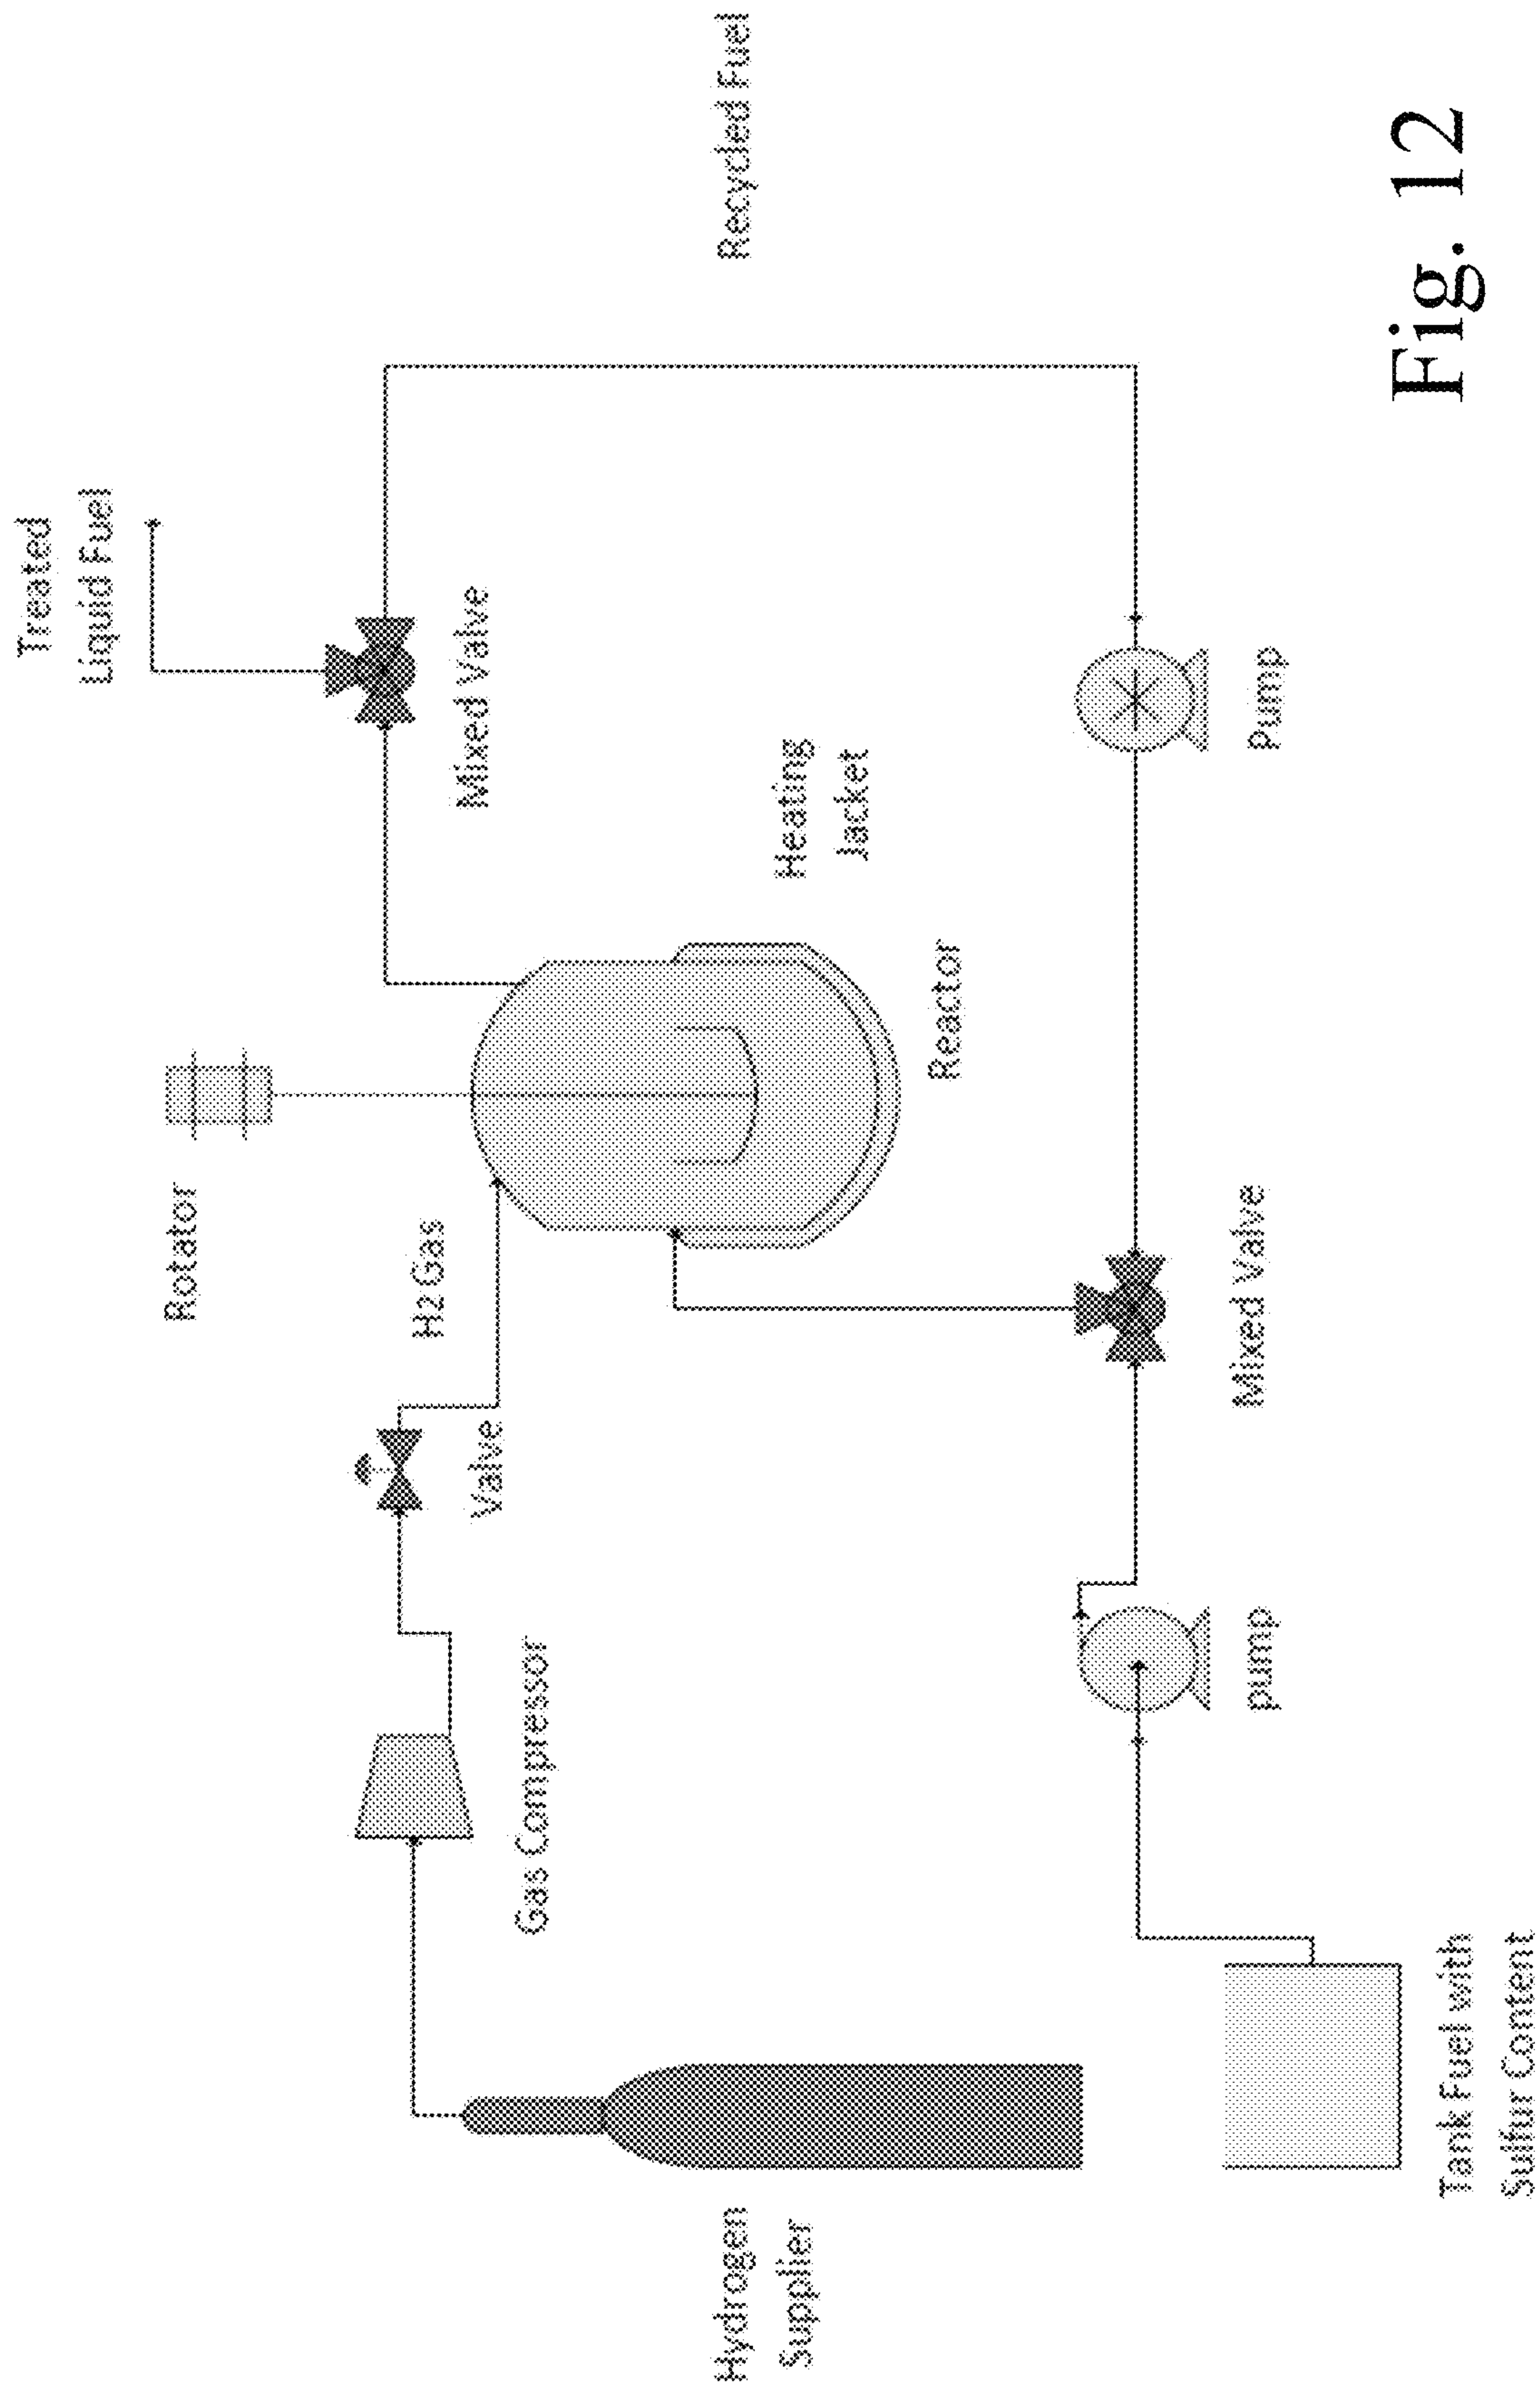 Treated
Liquid Fuel
Rotator
H2 Gas
Valve
Mixed Valve
Gas Compressor
Recycled Fuel
Hydrogen
Supplier
Heating
Jacket
Reactor
pump
Mixed Valve
Pump
Tank Fuel with
Sulfur Content
Fig. 12